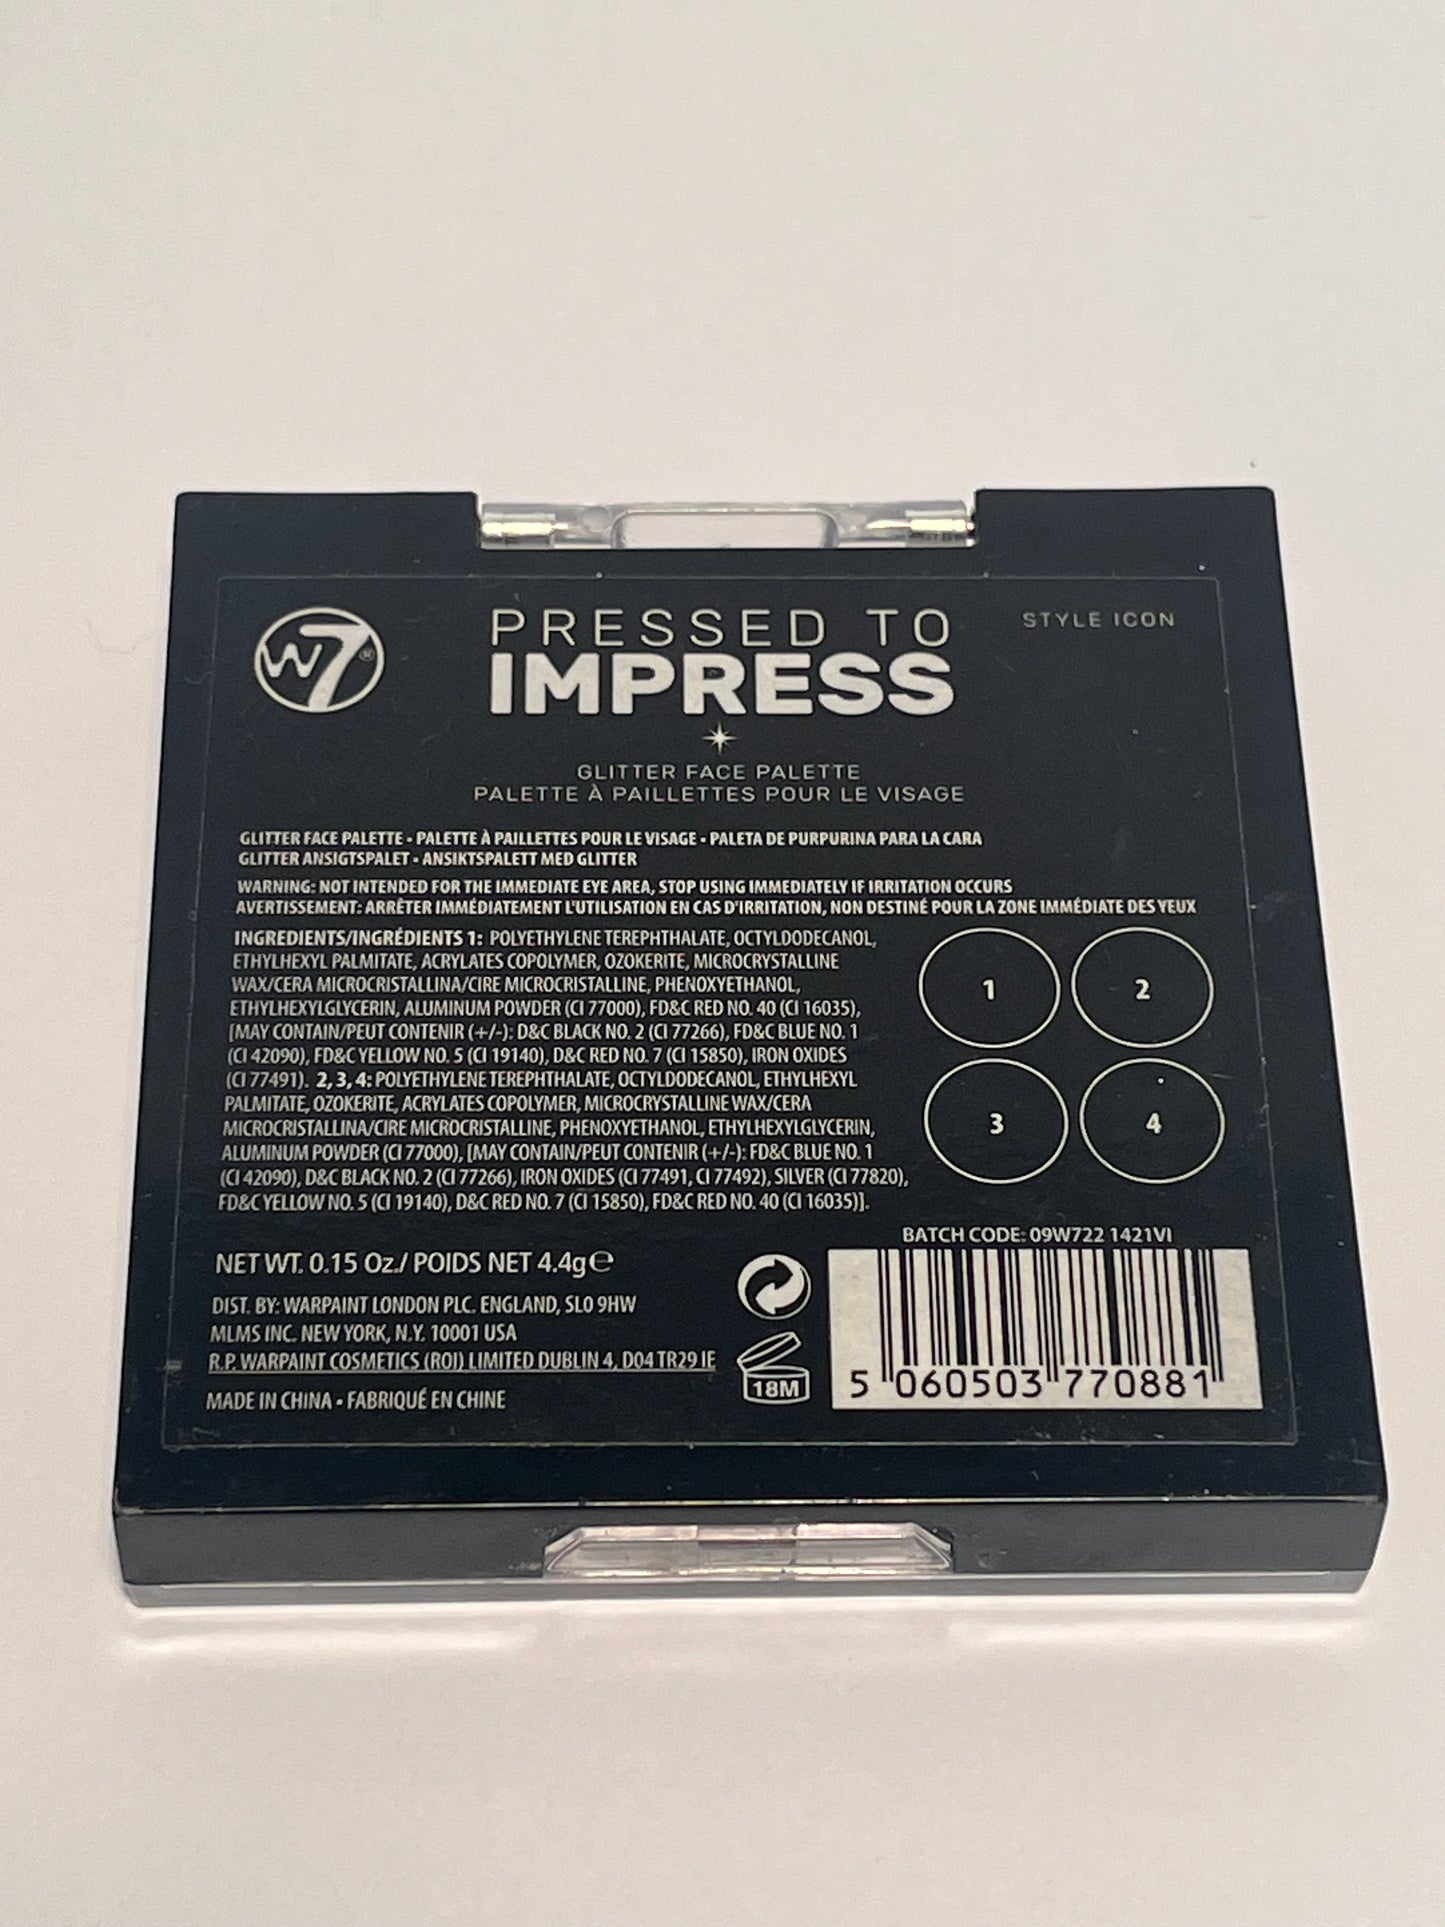 W7®
PRESSED TO
IMPRESS
STYLE ICON
GLITTER FACE PALETTE
PALETTE À PAILLETTES POUR LE VISAGE
GLITTER FACE PALETTE • PALETTE À PAILLETTES POUR LE VISAGE • PALETA DE PURPURINA PARA LA CARA
GLITTER ANSIGTSPALET • ANSIKTSPALETT MED GLITTER
WARNING: NOT INTENDED FOR THE IMMEDIATE EYE AREA, STOP USING IMMEDIATELY IF IRRITATION OCCURS
AVERTISSEMENT: ARRÊTER IMMÉDIATEMENT L'UTILISATION EN CAS D'IRRITATION, NON DESTINÉ POUR LA ZONE IMMÉDIATE DES YEUX
INGREDIENTS/INGRÉDIENTS 1: POLYETHYLENE TEREPHTHALATE, OCTYLDODECANOL,
ETHYLHEXYL PALMITATE, ACRYLATES COPOLYMER, OZOKERITE, MICROCRYSTALLINE
WAX/CERA MICROCRISTALLINA/CIRE MICROCRISTALLINE, PHENOXYETHANOL,
ETHYLHEXYLGLYCERIN, ALUMINUM POWDER (CI 77000), FD&C RED NO. 40 (CI 16035),
[MAY CONTAIN/PEUT CONTENIR (+/-): D&C BLACK NO. 2 (CI 77266), FD&C BLUE NO. 1
(CI 42090), FD&C YELLOW NO. 5 (CI 19140), D&C RED NO. 7 (CI 15850), IRON OXIDES
(CI 77491). 2, 3, 4: POLYETHYLENE TEREPHTHALATE, OCTYLDODECANOL, ETHYLHEXYL
PALMITATE, OZOKERITE, ACRYLATES COPOLYMER, MICROCRYSTALLINE WAX/CERA
MICROCRISTALLINA/CIRE MICROCRISTALLINE, PHENOXYETHANOL, ETHYLHEXYLGLYCERIN,
ALUMINUM POWDER (CI 77000), [MAY CONTAIN/PEUT CONTENIR (+/-): FD&C BLUE NO. 1
(CI 42090), D&C BLACK NO. 2 (CI 77266), IRON OXIDES (CI 77491, CI 77492), SILVER (CI 77820),
FD&C YELLOW NO. 5 (CI 19140), D&C RED NO. 7 (CI 15850), FD&C RED NO. 40 (CI 16035)].
1 2
3 4
NET WT. 0.15 Oz./ POIDS NET 4.4g℮
DIST. BY: WARPAINT LONDON PLC. ENGLAND, SL0 9HW
MLMS INC. NEW YORK, N.Y. 10001 USA
R.P. WARPAINT COSMETICS (ROI) LIMITED DUBLIN 4, D04 TR29 IE
MADE IN CHINA • FABRIQUÉ EN CHINE
18M
BATCH CODE: 09W722 1421VI
5 060503 770881